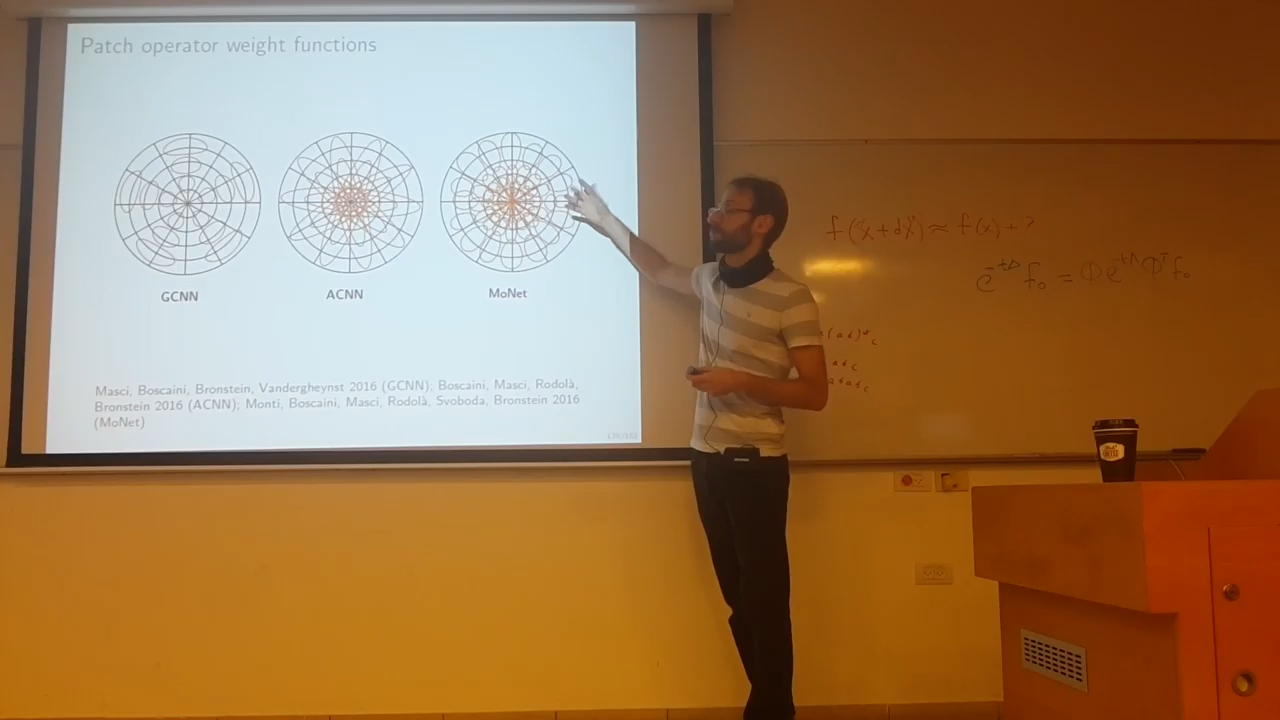 Patch operator weight functions
GCNN
ACNN
MoNet
Masci, Boscaini, Bronstein, Vandergheynst 2016 (GCNN); Boscaini, Masci, Rodolà,
Bronstein 2016 (ACNN); Monti, Boscaini, Masci, Rodolà, Svoboda, Bronstein 2016
(MoNet)
f(x+dx) ≈ f(x) + ?
e^{-tΔ} f₀ = Φ e^{-tΛ} Φᵀ f₀